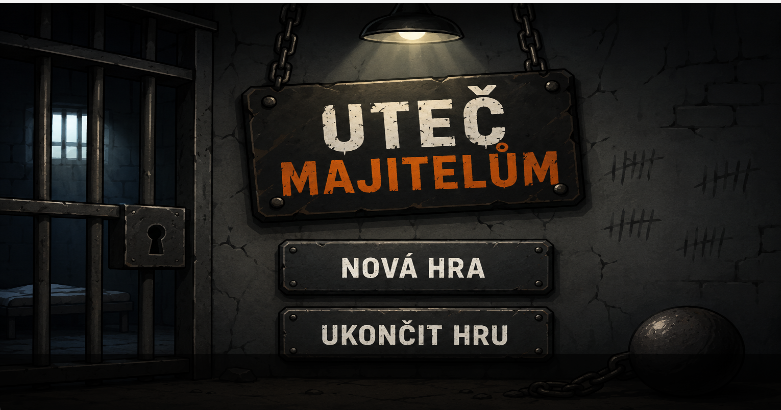 UTEČ
MAJITELŮM
NOVÁ HRA
UKONČIT HRU